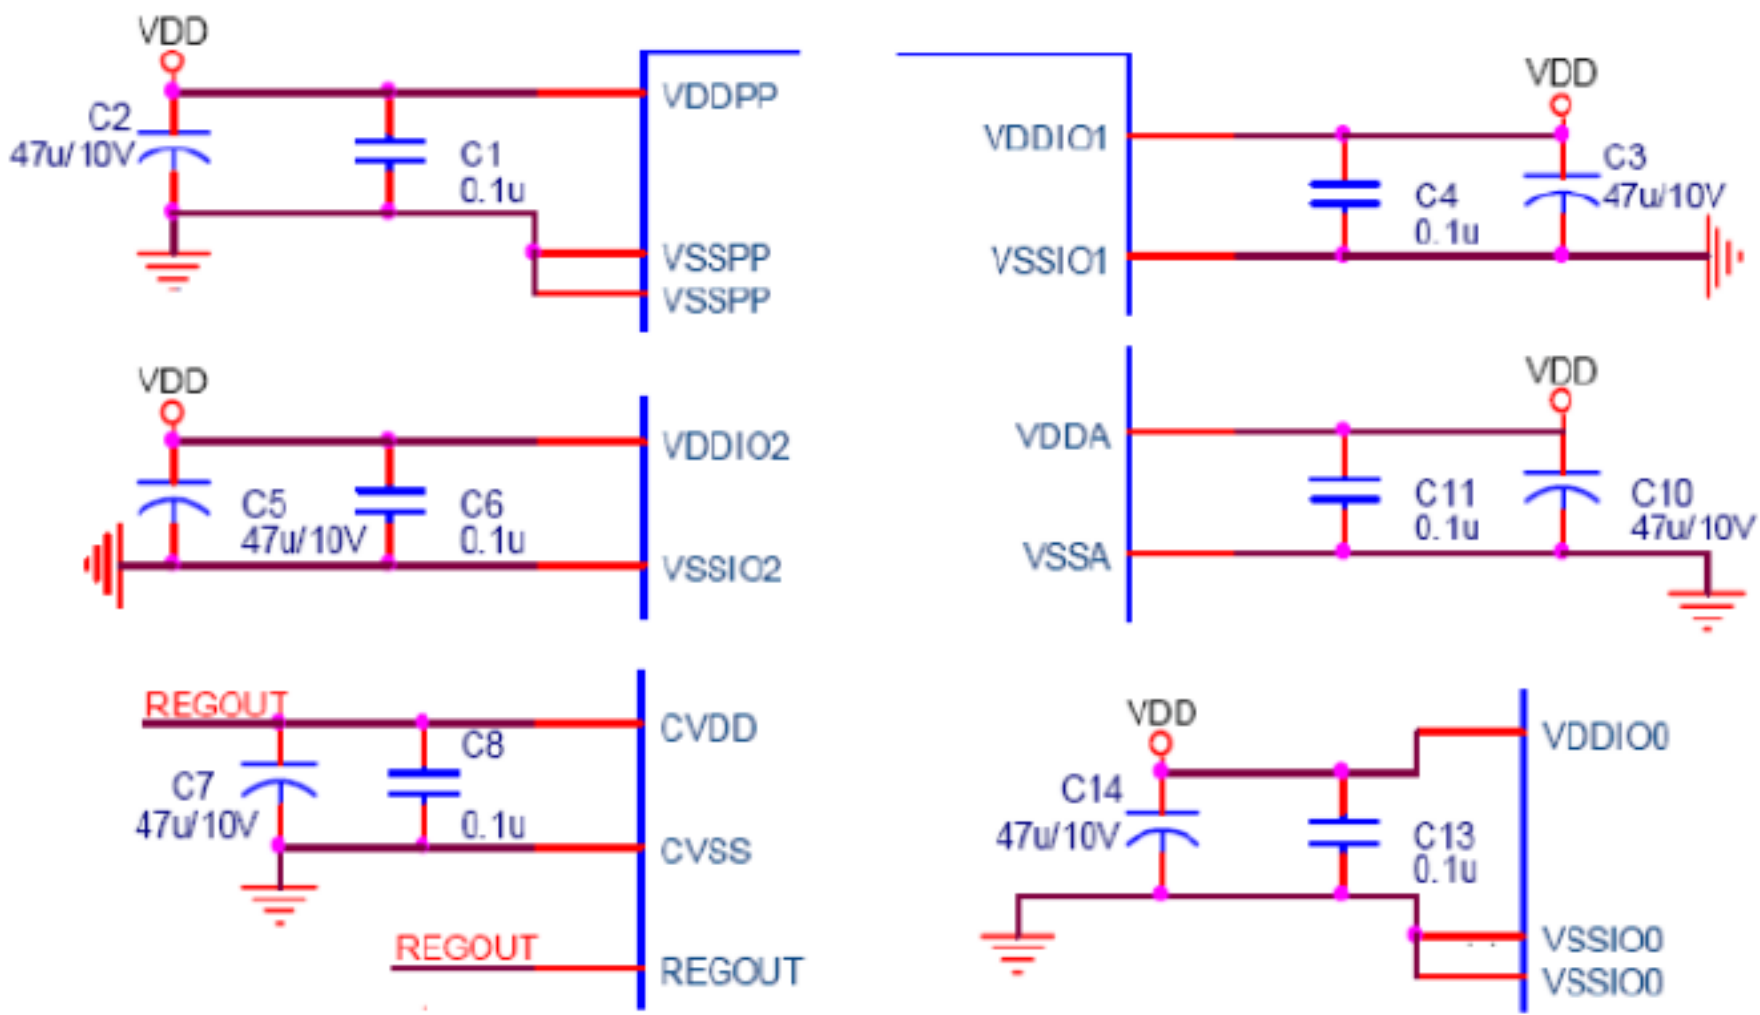 VDD
C2
47u/10V
C1
0.1u
VDDPP
VSSPP
VSSPP
VDD
VDDIO1
C3
47u/10V
C4
0.1u
VSSIO1
VDD
VDDIO2
C5
47u/10V
C6
0.1u
VSSIO2
VDD
VDDA
C11
0.1u
C10
47u/10V
VSSA
REGOUT
CVDD
C8
0.1u
C7
47u/10V
CVSS
REGOUT
REGOUT
VDD
VDDIO0
C14
47u/10V
C13
0.1u
VSSIO0
VSSIO0